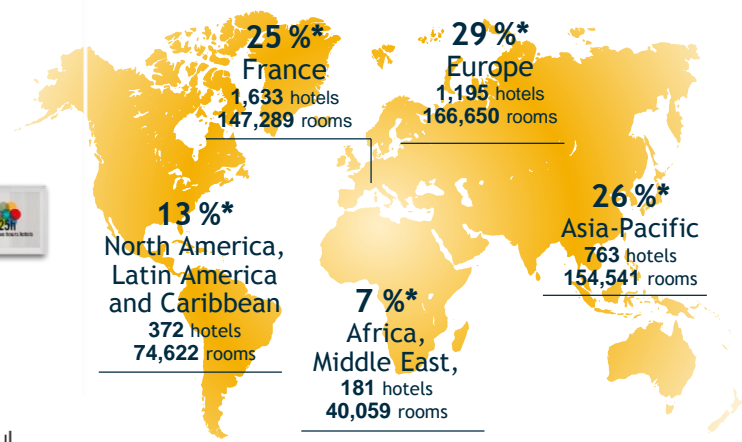 25 %*
France
1,633 hotels
147,289 rooms
29 %*
Europe
1,195 hotels
166,650 rooms
26 %*
Asia-Pacific
763 hotels
154,541 rooms
13 %*
North America,
Latin America
and Caribbean
372 hotels
74,622 rooms
7 %*
Africa,
Middle East,
181 hotels
40,059 rooms
25h
ul